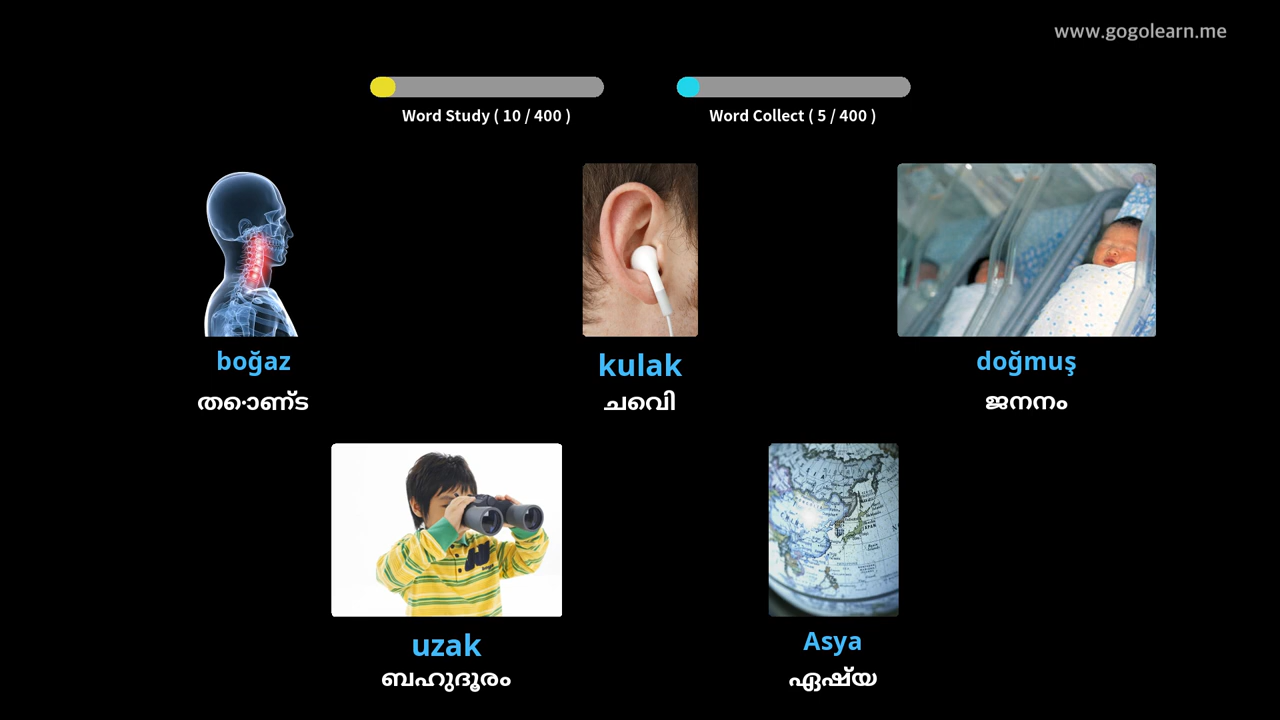 www.gogolearn.me
Word Study ( 10 / 400 )
Word Collect ( 5 / 400 )
boğaz
തൊണ്ട
kulak
ചെവി
doğmuş
ജനനം
uzak
ബഹുദൂരം
Asya
ഏഷ്യ